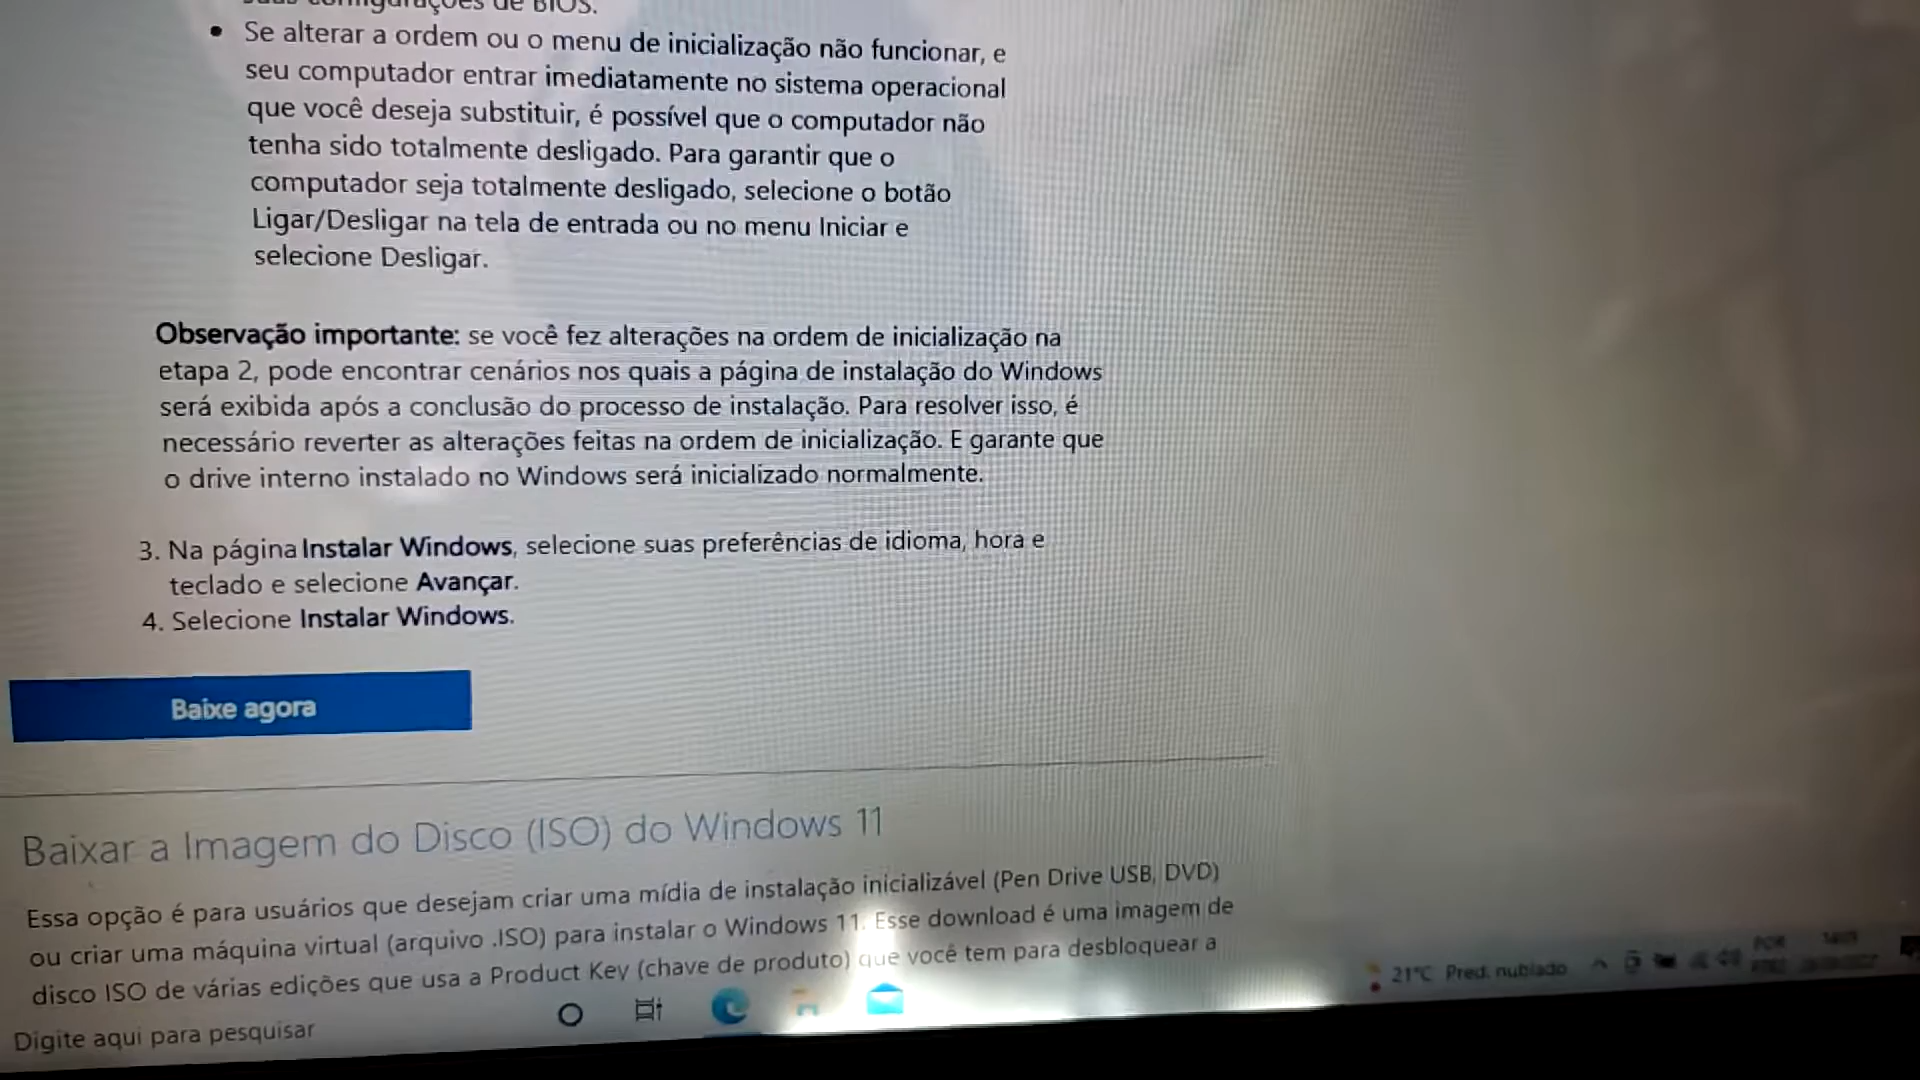 suas configurações de BIOS.
• Se alterar a ordem ou o menu de inicialização não funcionar, e
seu computador entrar imediatamente no sistema operacional
que você deseja substituir, é possível que o computador não
tenha sido totalmente desligado. Para garantir que o
computador seja totalmente desligado, selecione o botão
Ligar/Desligar na tela de entrada ou no menu Iniciar e
selecione Desligar.
Observação importante: se você fez alterações na ordem de inicialização na
etapa 2, pode encontrar cenários nos quais a página de instalação do Windows
será exibida após a conclusão do processo de instalação. Para resolver isso, é
necessário reverter as alterações feitas na ordem de inicialização. E garante que
o drive interno instalado no Windows será inicializado normalmente.
3. Na página Instalar Windows, selecione suas preferências de idioma, hora e
teclado e selecione Avançar.
4. Selecione Instalar Windows.
Baixe agora
Baixar a Imagem do Disco (ISO) do Windows 11
Essa opção é para usuários que desejam criar uma mídia de instalação inicializável (Pen Drive USB, DVD)
ou criar uma máquina virtual (arquivo .ISO) para instalar o Windows 11. Esse download é uma imagem de
disco ISO de várias edições que usa a Product Key (chave de produto) que você tem para desbloquear a
Digite aqui para pesquisar
21°C Pred. nublado
POR